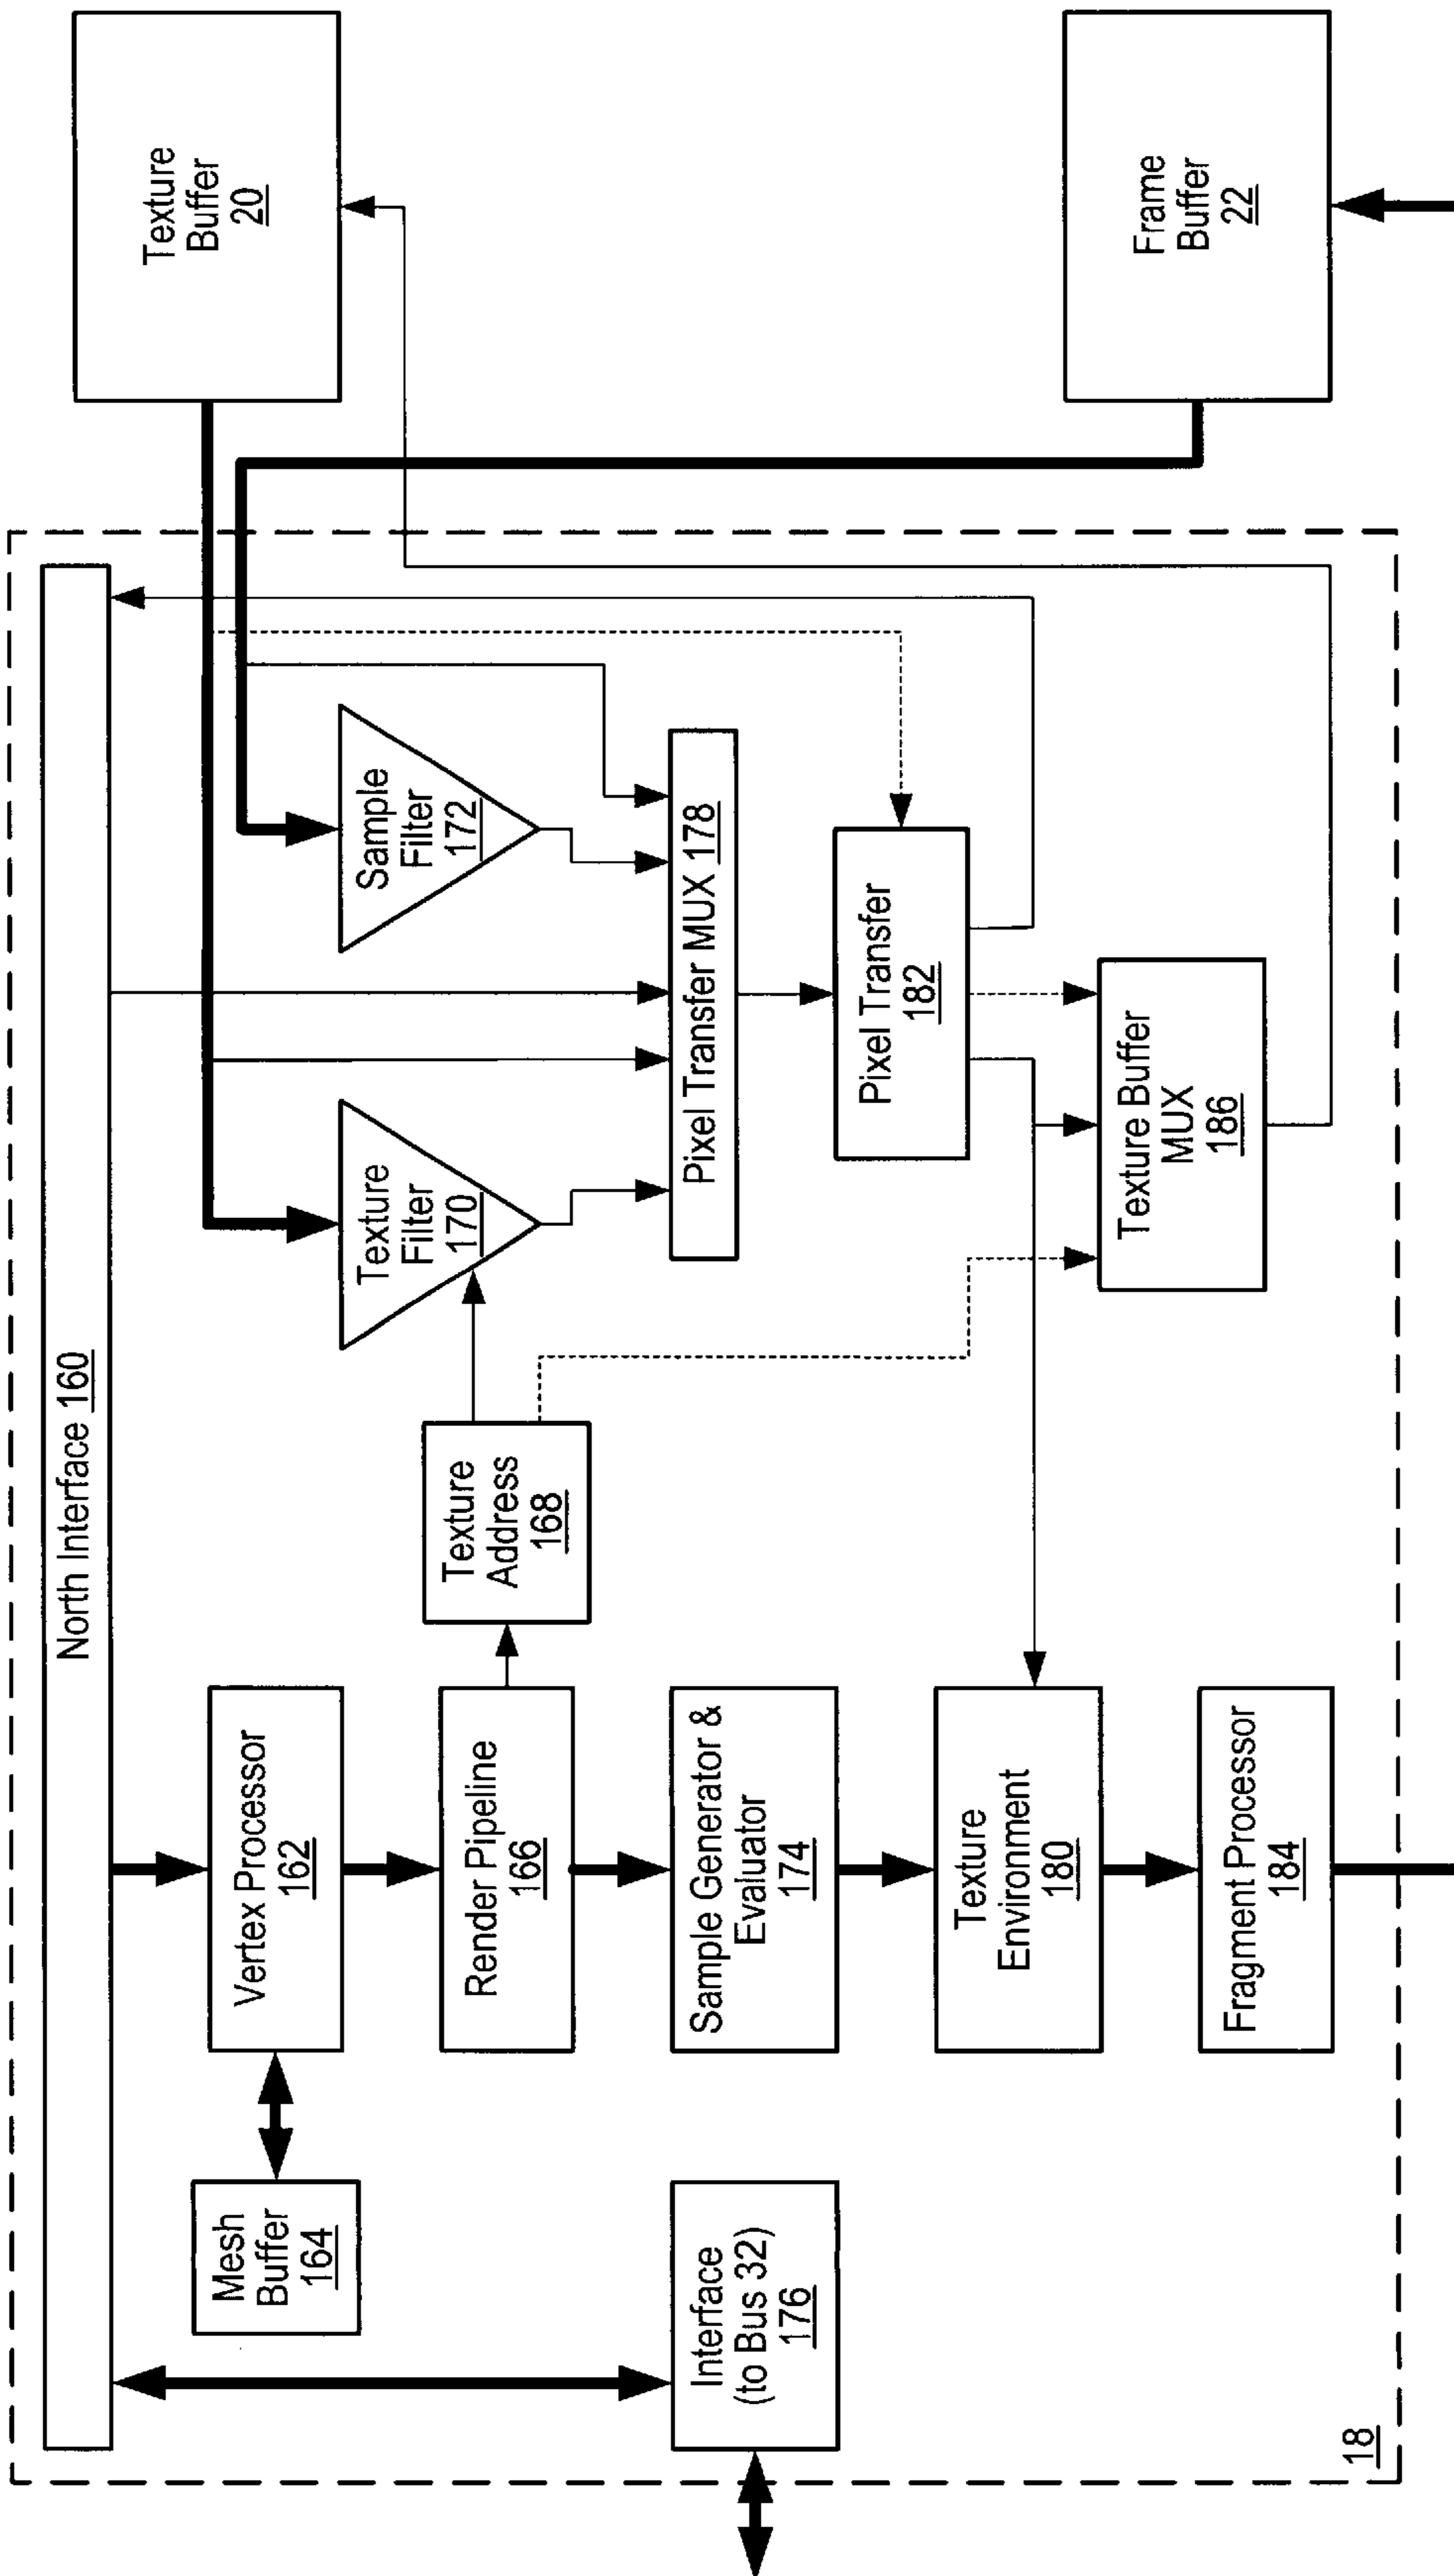 North Interface 160
Texture
Buffer
20
Vertex Processor
162
Mesh
Buffer
164
Render Pipeline
166
Texture
Address
168
Texture
Filter
170
Sample
Filter
172
Sample Generator &
Evaluator
174
Interface
(to Bus 32)
176
Pixel Transfer MUX 178
Texture
Environment
180
Pixel Transfer
182
Fragment Processor
184
Texture Buffer
MUX
186
Frame
Buffer
22
18